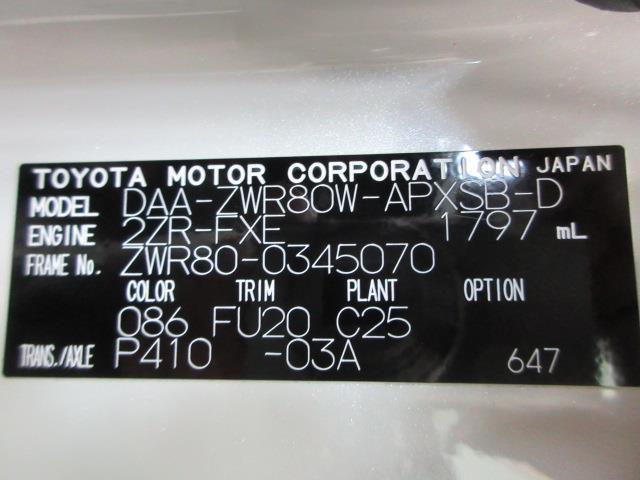 TOYOTA MOTOR CORPORATION JAPAN
MODEL DAA-ZWR80W-APXSB-D
ENGINE 2ZR-FXE 1797 mL
FRAME No. ZWR80-0345070
COLOR TRIM PLANT OPTION
086 FU20 C25
TRANS./AXLE P410 -03A 647